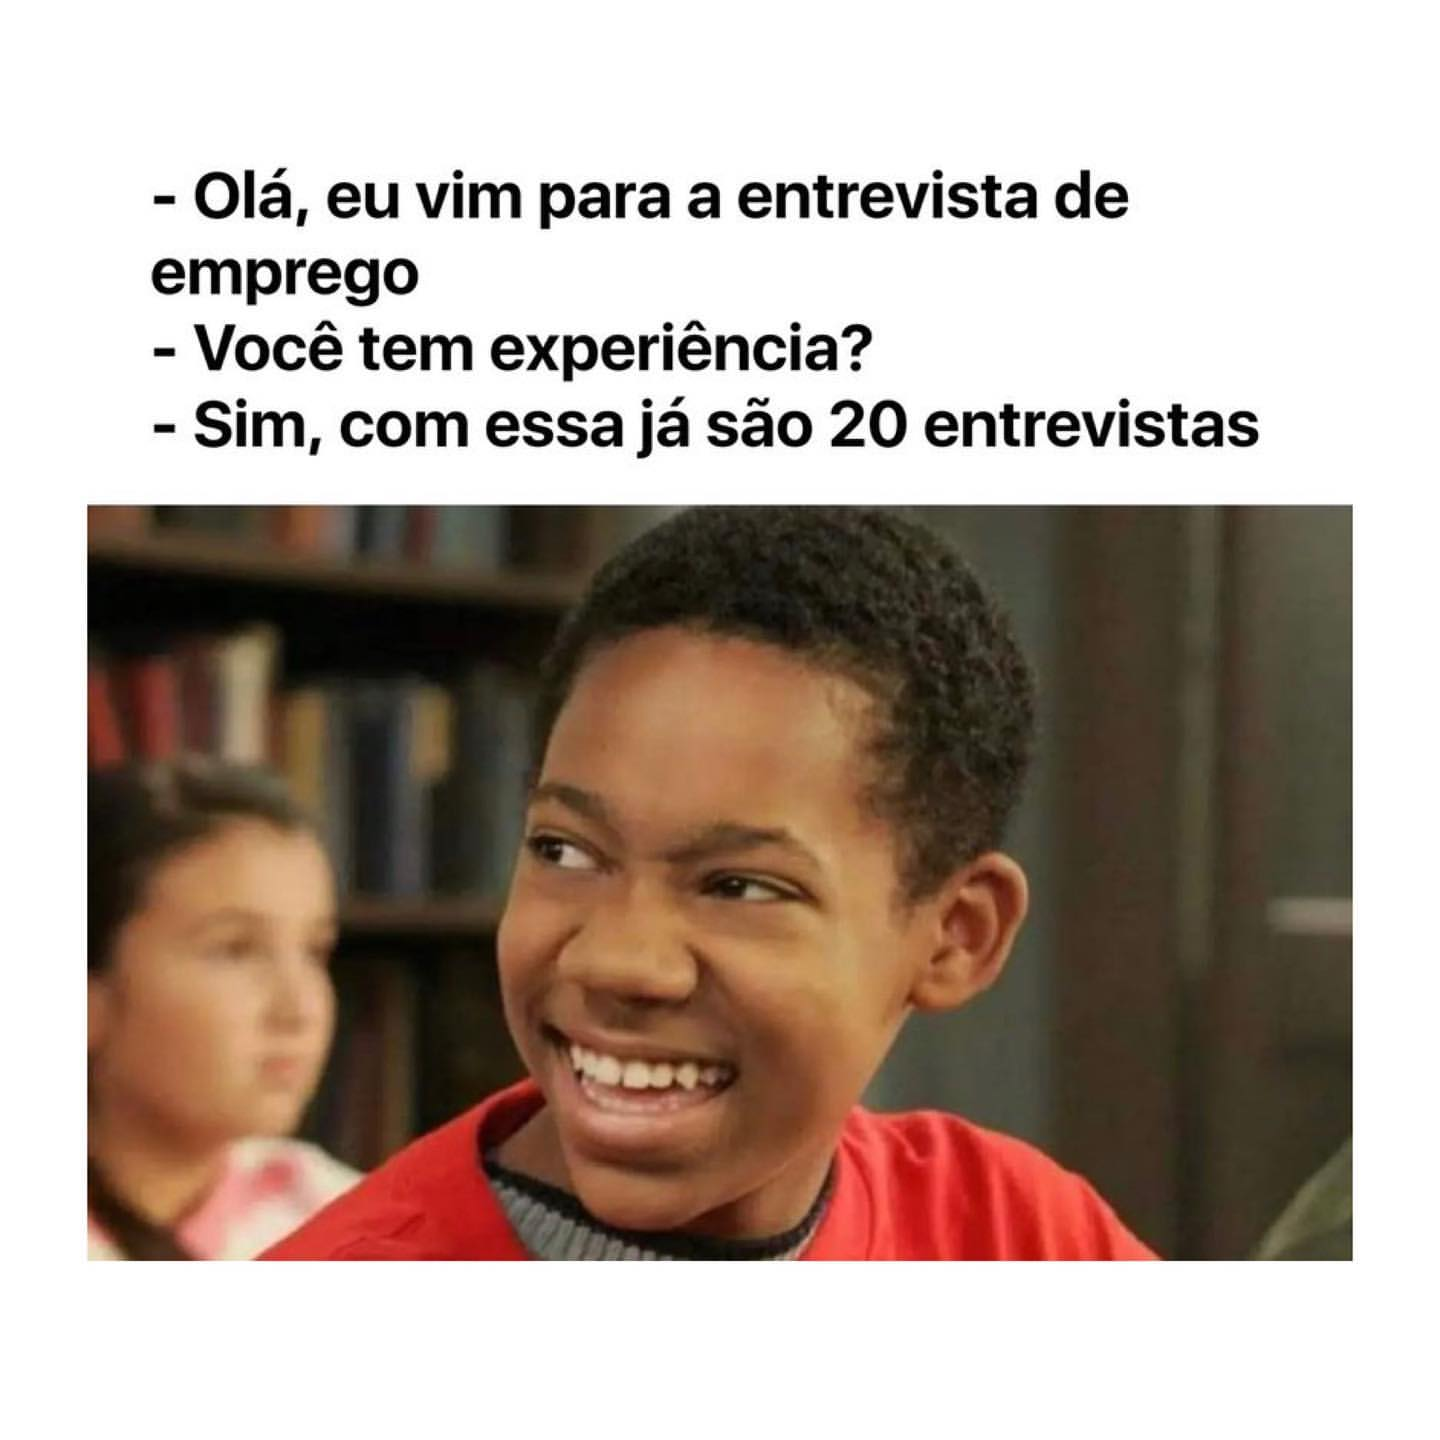 - Olá, eu vim para a entrevista de
emprego
- Você tem experiência?
- Sim, com essa já são 20 entrevistas